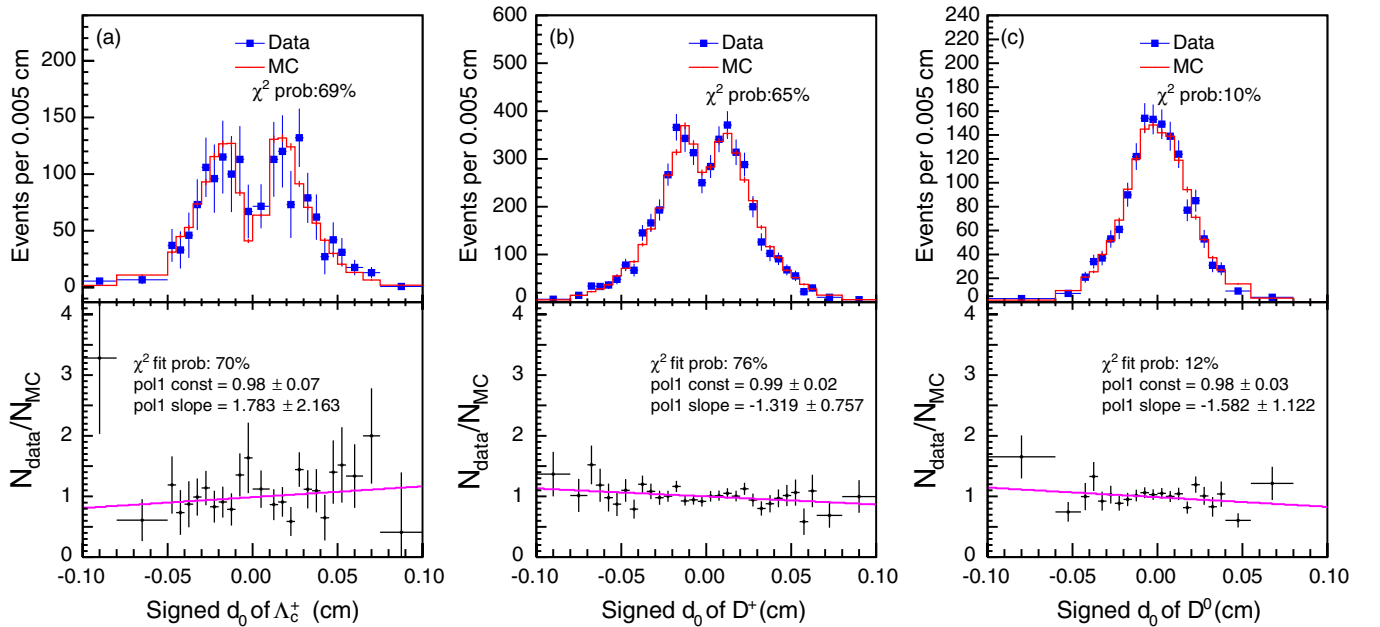 (a)
Data
MC
χ² prob:69%
Events per 0.005 cm
200
150
100
50
0
χ² fit prob: 70%
pol1 const = 0.98 ± 0.07
pol1 slope = 1.783 ± 2.163
N_data/N_MC
4
3
2
1
0
-0.10 -0.05 0.00 0.05 0.10
Signed d₀ of Λ_c⁺ (cm)
(b)
Data
MC
χ² prob:65%
Events per 0.005 cm
600
500
400
300
200
100
0
χ² fit prob: 76%
pol1 const = 0.99 ± 0.02
pol1 slope = -1.319 ± 0.757
N_data/N_MC
4
3
2
1
0
-0.10 -0.05 0.00 0.05 0.10
Signed d₀ of D⁺(cm)
(c)
Data
MC
χ² prob:10%
Events per 0.005 cm
240
220
200
180
160
140
120
100
80
60
40
20
0
χ² fit prob: 12%
pol1 const = 0.98 ± 0.03
pol1 slope = -1.582 ± 1.122
N_data/N_MC
4
3
2
1
0
-0.10 -0.05 0.00 0.05 0.10
Signed d₀ of D⁰ (cm)